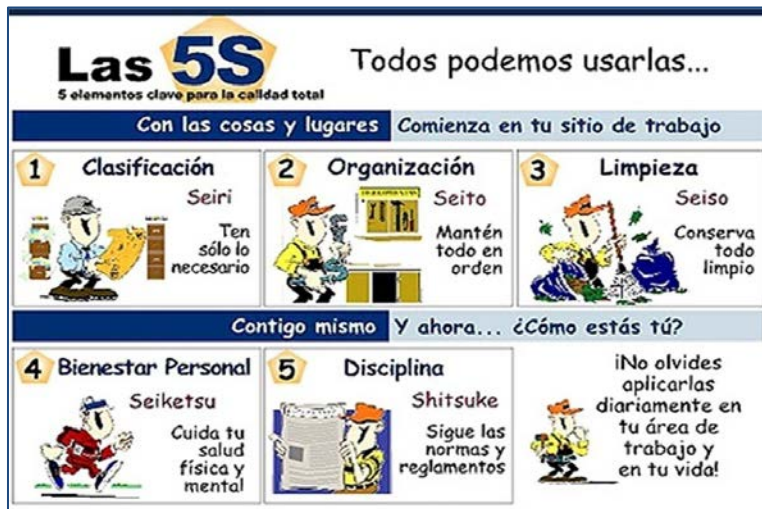 Las 5S
5 elementos clave para la calidad total
Todos podemos usarlas...
Con las cosas y lugares
Comienza en tu sitio de trabajo
1 Clasificación
Seiri
Ten
sólo lo
necesario
2 Organización
Seito
Mantén
todo en
orden
3 Limpieza
Seiso
Conserva
todo
limpio
Contigo mismo
Y ahora... ¿Cómo estás tú?
4 Bienestar Personal
Seiketsu
Cuida tu
salud
física y
mental
5 Disciplina
Shitsuke
Sigue las
normas y
reglamentos
¡No olvides
aplicarlas
diariamente en
tu área de
trabajo y
en tu vida!